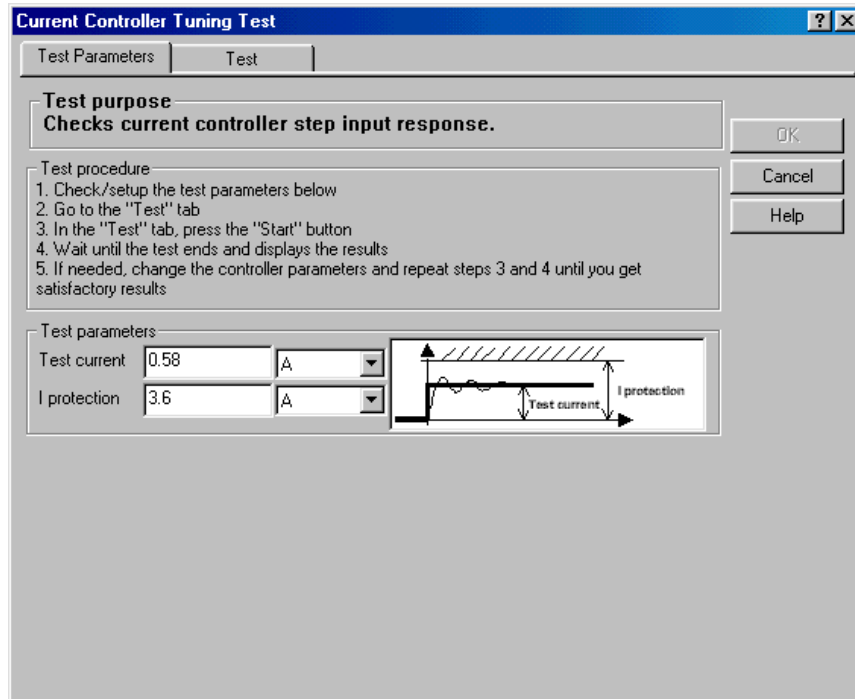 Current Controller Tuning Test
? ×
Test Parameters
Test
Test purpose
Checks current controller step input response.
OK
Cancel
Help
Test procedure
1. Check/setup the test parameters below
2. Go to the "Test" tab
3. In the "Test" tab, press the "Start" button
4. Wait until the test ends and displays the results
5. If needed, change the controller parameters and repeat steps 3 and 4 until you get
satisfactory results
Test parameters
Test current 0.58 A
I protection 3.6 A
Test current
I protection